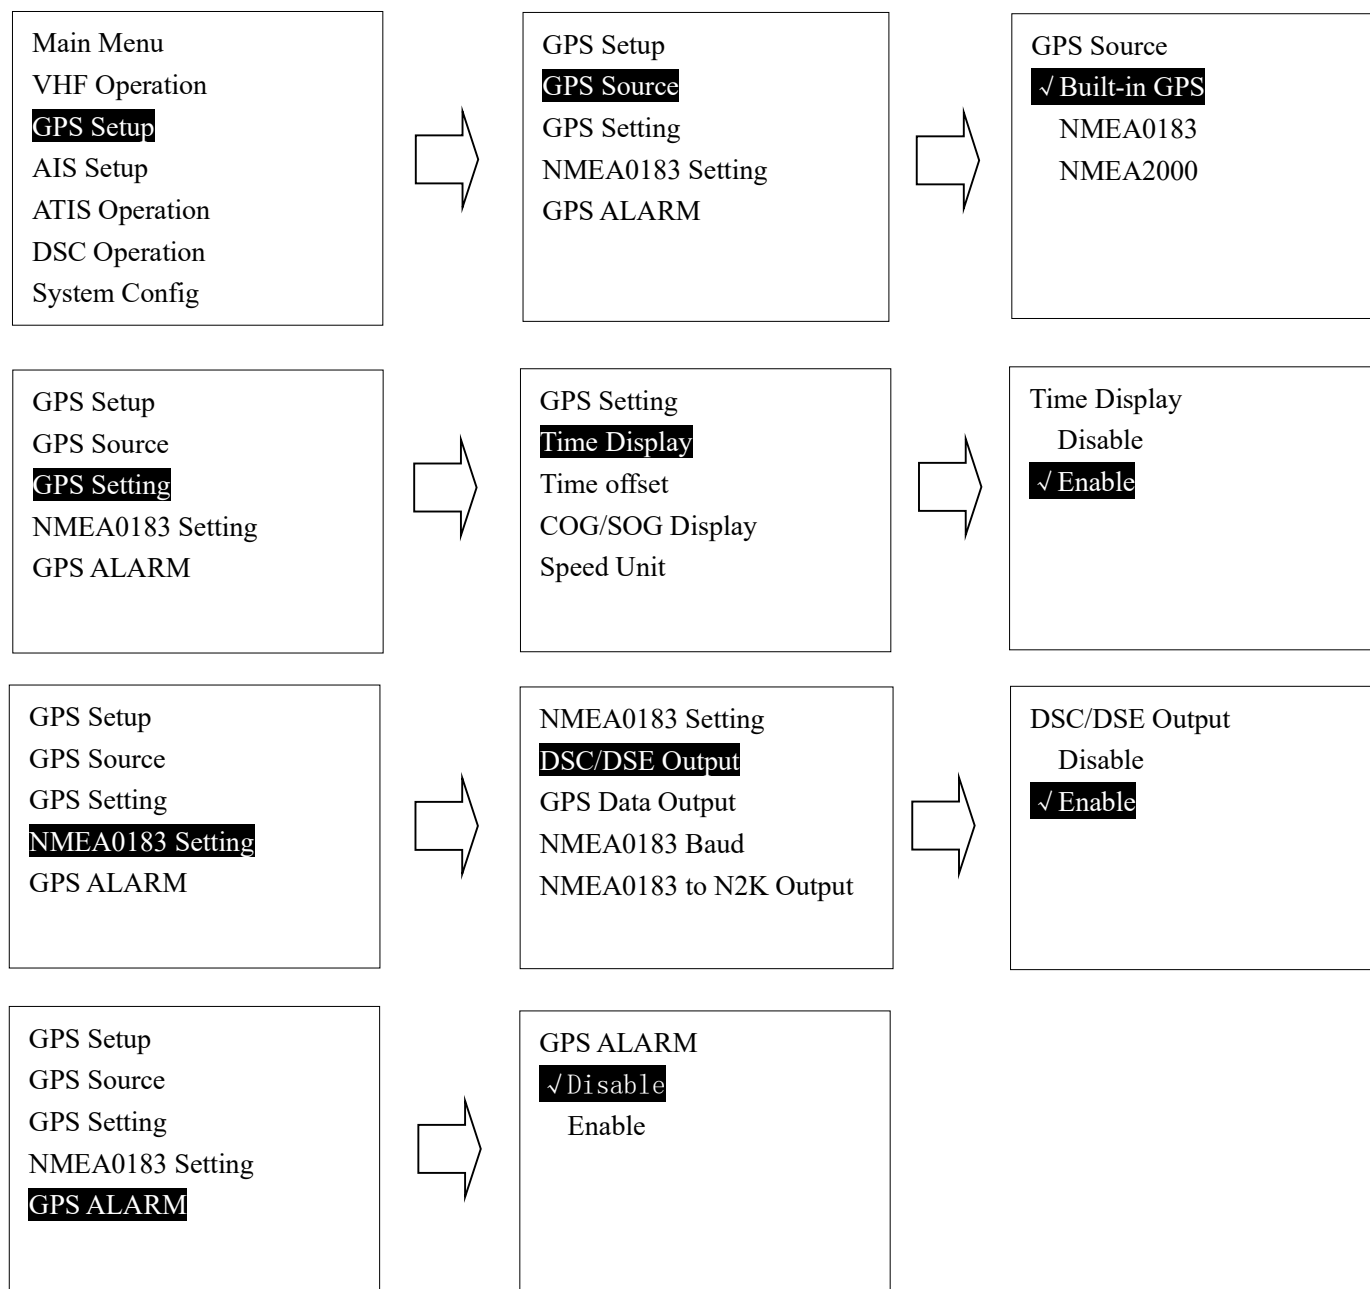 Main Menu
VHF Operation
GPS Setup
AIS Setup
ATIS Operation
DSC Operation
System Config
GPS Setup
GPS Source
GPS Setting
NMEA0183 Setting
GPS ALARM
GPS Source
√ Built-in GPS
NMEA0183
NMEA2000
GPS Setup
GPS Source
GPS Setting
NMEA0183 Setting
GPS ALARM
GPS Setting
Time Display
Time offset
COG/SOG Display
Speed Unit
Time Display
Disable
√ Enable
GPS Setup
GPS Source
GPS Setting
NMEA0183 Setting
GPS ALARM
NMEA0183 Setting
DSC/DSE Output
GPS Data Output
NMEA0183 Baud
NMEA0183 to N2K Output
DSC/DSE Output
Disable
√ Enable
GPS Setup
GPS Source
GPS Setting
NMEA0183 Setting
GPS ALARM
GPS ALARM
√Disable
Enable